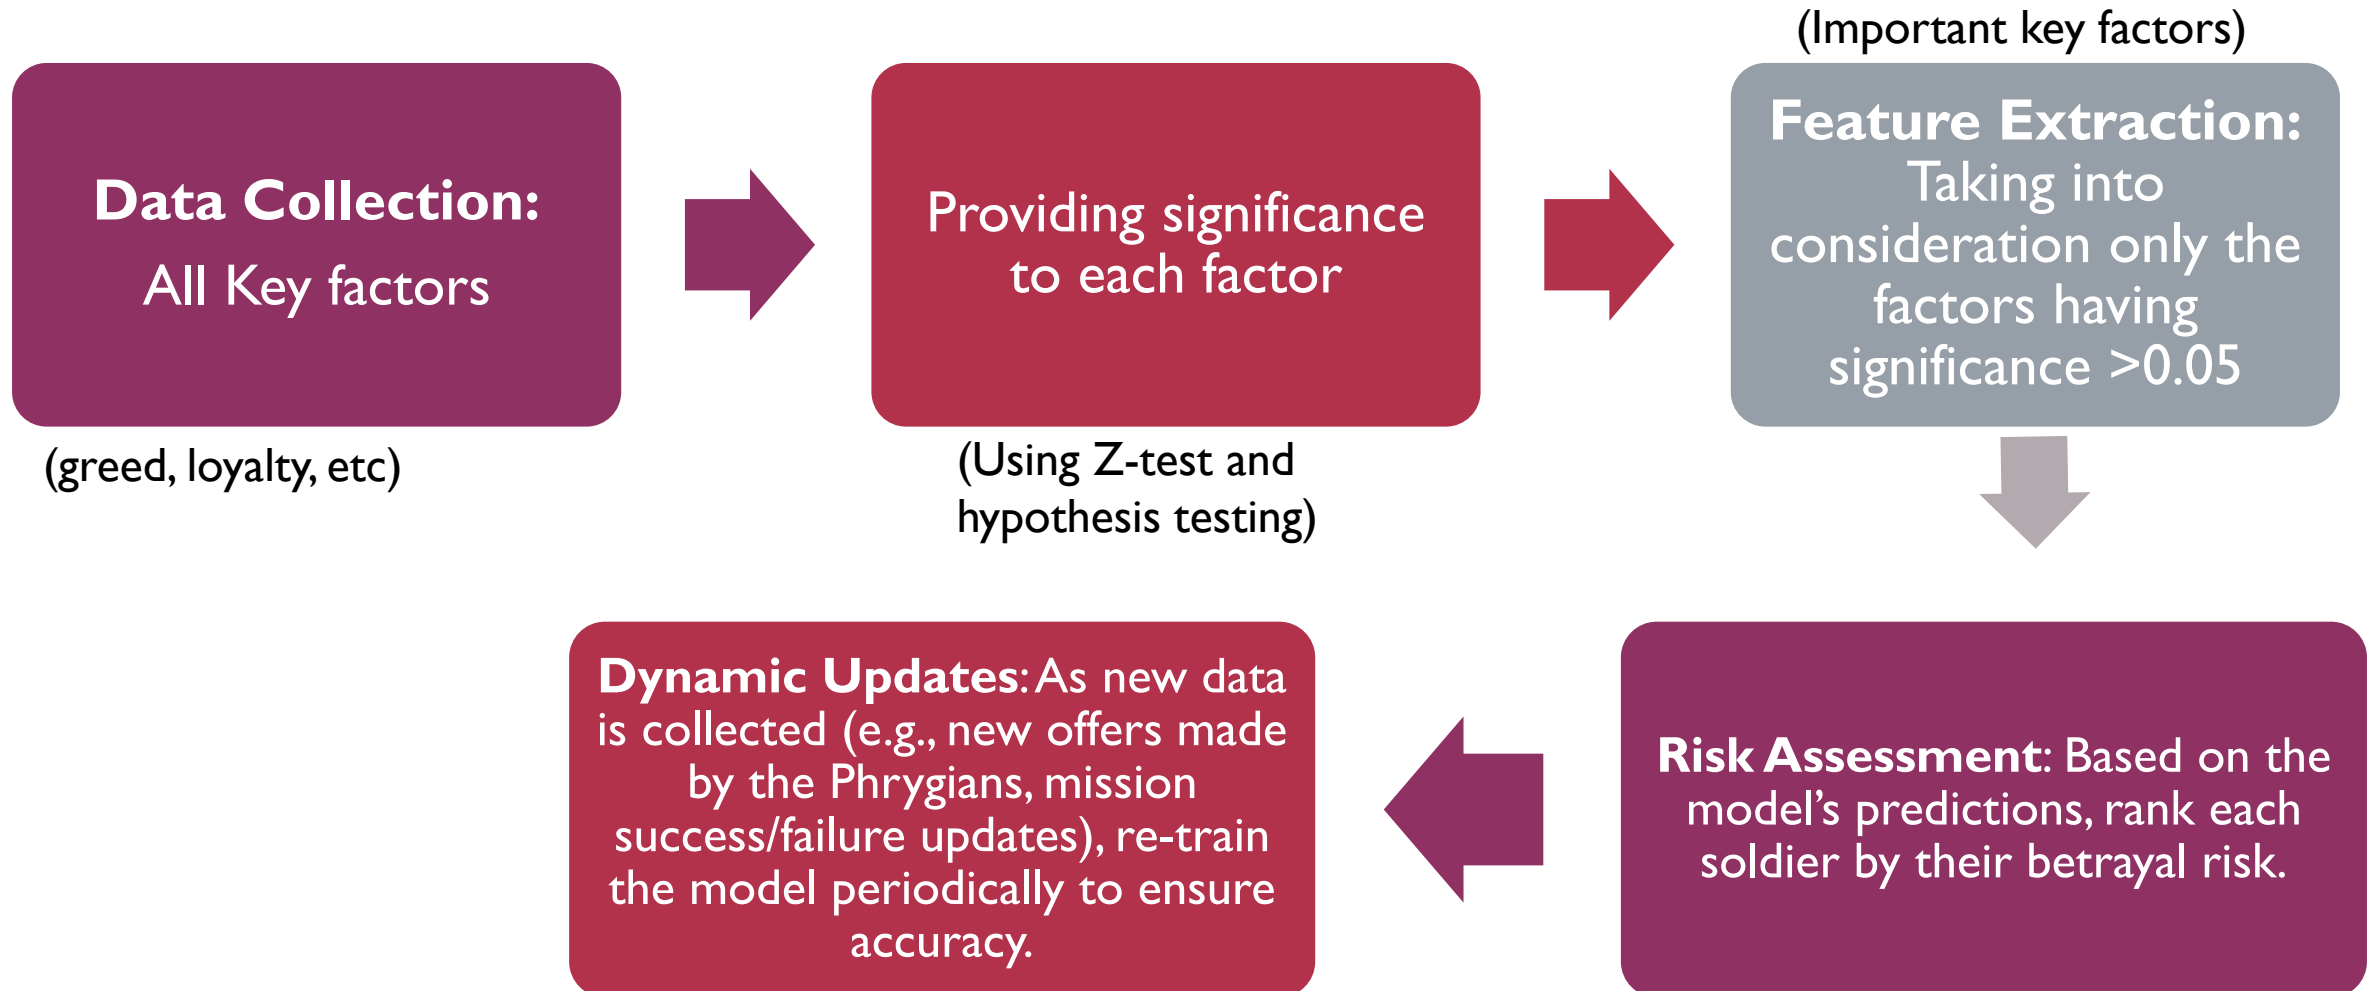 Data Collection:
All Key factors
(greed, loyalty, etc)
Providing significance
to each factor
(Using Z-test and
hypothesis testing)
(Important key factors)
Feature Extraction:
Taking into
consideration only the
factors having
significance >0.05
Risk Assessment: Based on the
model’s predictions, rank each
soldier by their betrayal risk.
Dynamic Updates: As new data
is collected (e.g., new offers made
by the Phrygians, mission
success/failure updates), re-train
the model periodically to ensure
accuracy.